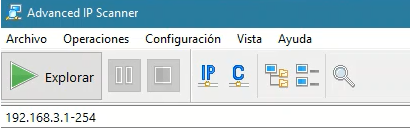 Advanced IP Scanner
Archivo Operaciones Configuración Vista Ayuda
Explorar IP C
192.168.3.1-254